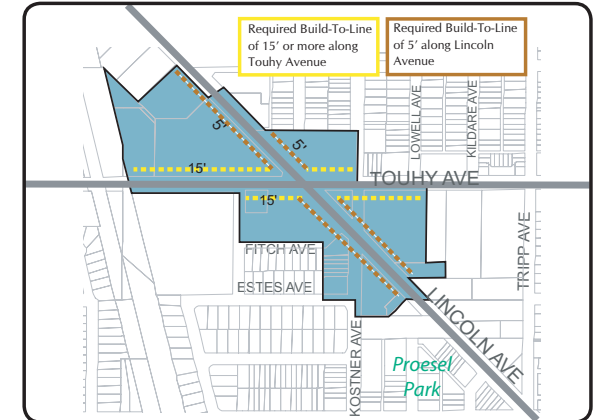 Required Build-To-Line
of 15' or more along
Touhy Avenue
Required Build-To-Line
of 5' along Lincoln
Avenue
5'
5'
LOWELL AVE
KILDARE AVE
15'
TOUHY AVE
15'
FITCH AVE
ESTES AVE
TRIPP AVE
LINCOLN AVE
KOSTNER AVE
Proesel
Park